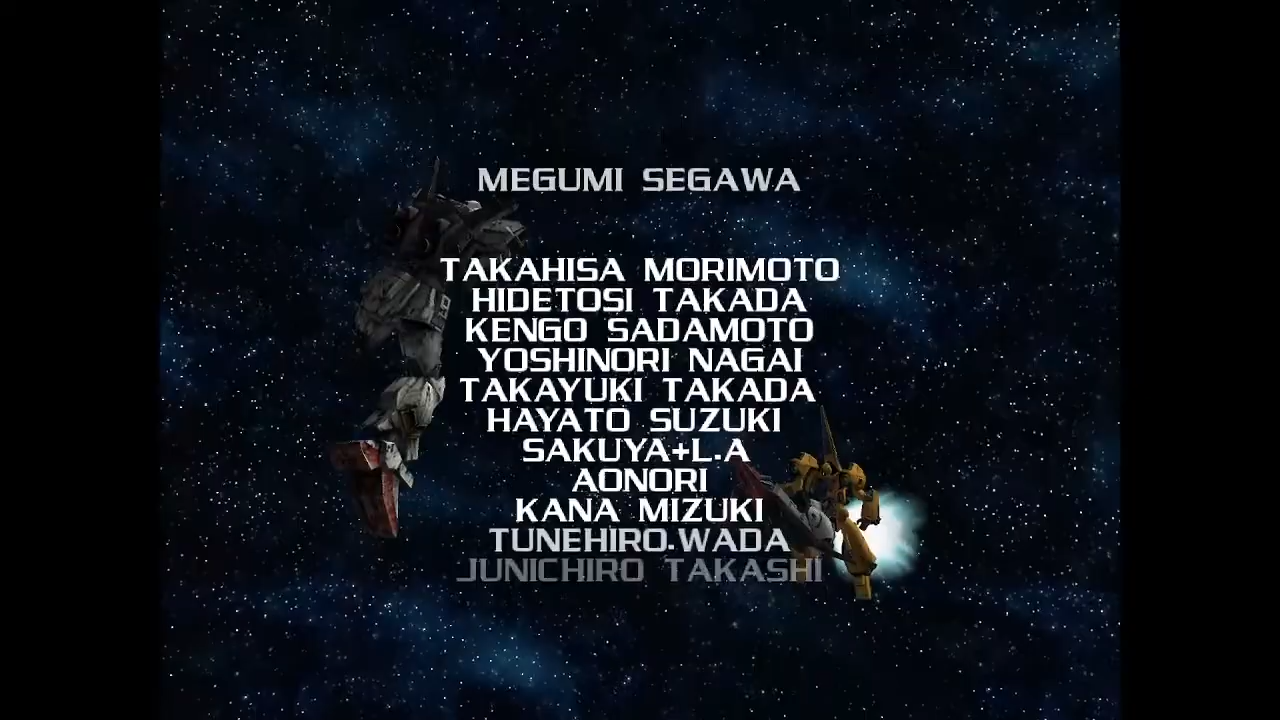 MEGUMI SEGAWA
TAKAHISA MORIMOTO
HIDETOSI TAKADA
KENGO SADAMOTO
YOSHINORI NAGAI
TAKAYUKI TAKADA
HAYATO SUZUKI
SAKUYA+L.A
AONORI
KANA MIZUKI
TUNEHIRO.WADA
JUNICHIRO TAKASHI